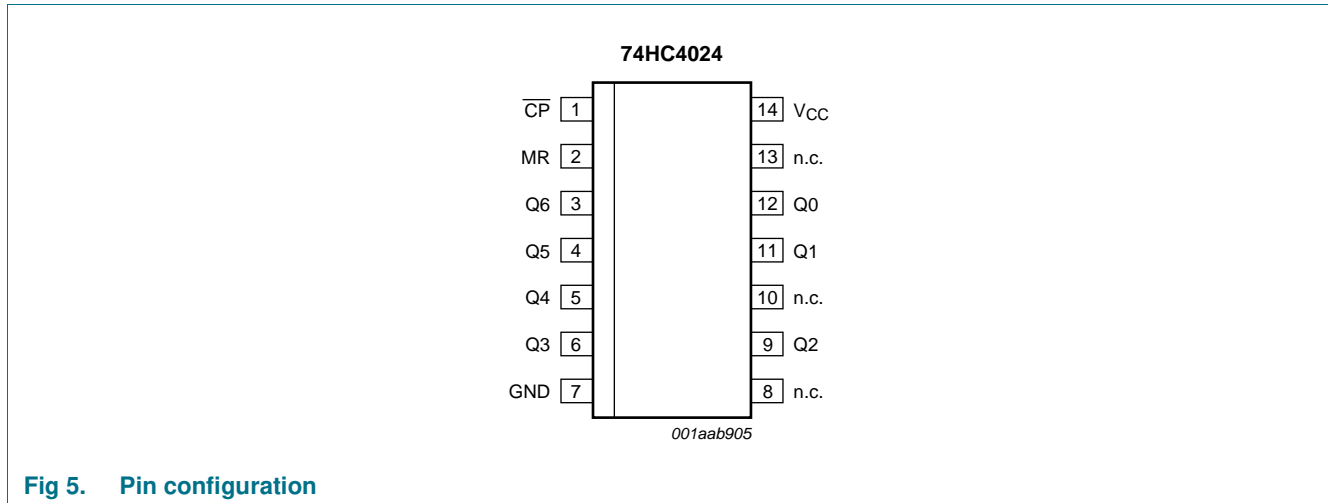 74HC4024
CP 1 14 VCC
MR 2 13 n.c.
Q6 3 12 Q0
Q5 4 11 Q1
Q4 5 10 n.c.
Q3 6 9 Q2
GND 7 8 n.c.
001aab905
Fig 5. Pin configuration